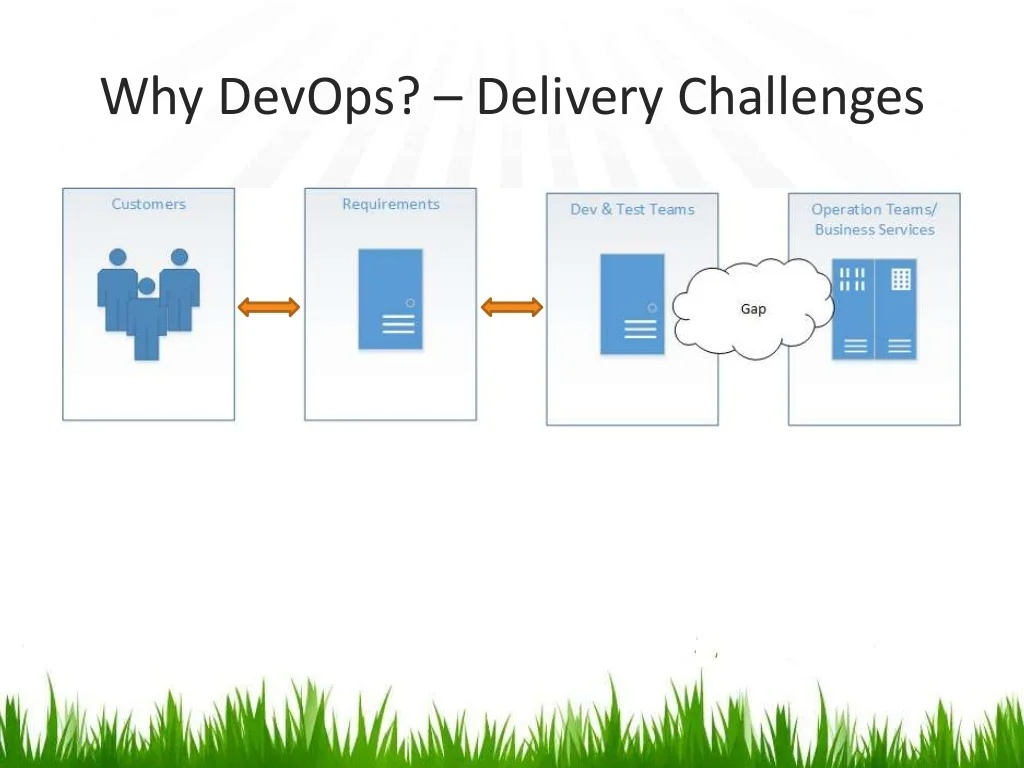 Why DevOps? – Delivery Challenges
Customers
Requirements
Dev & Test Teams
Operation Teams/
Business Services
Gap